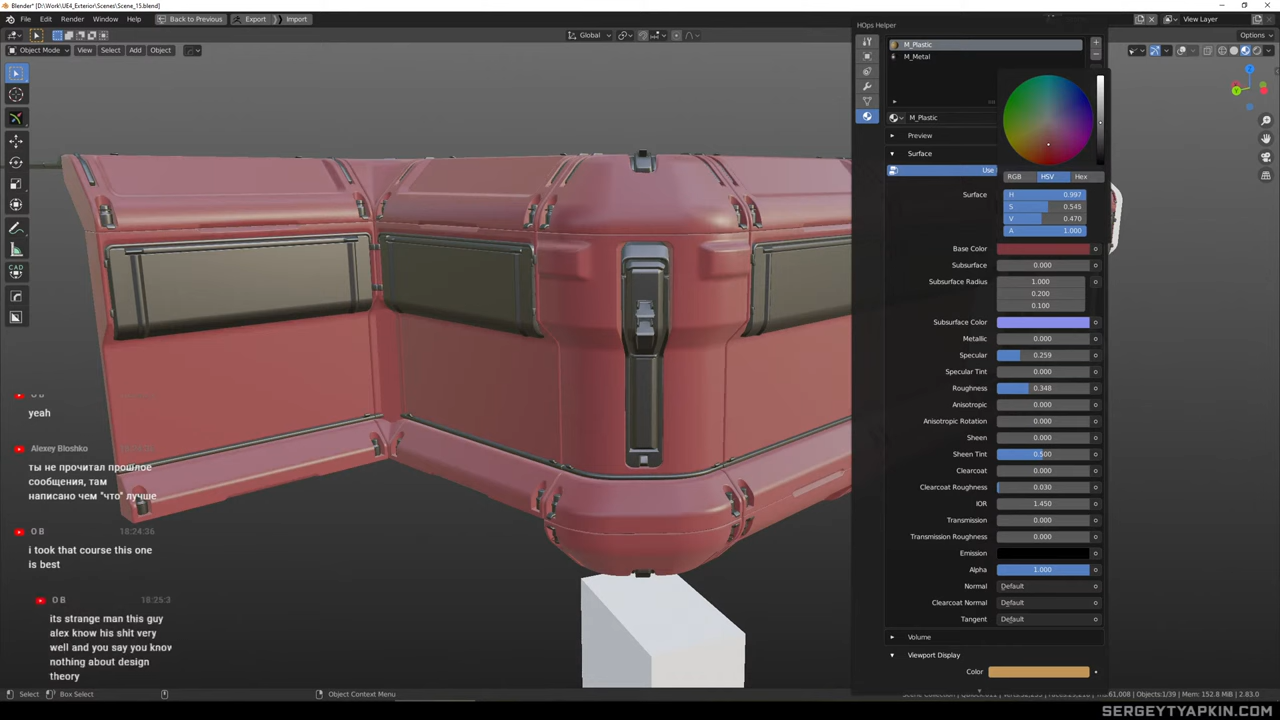 Blender* [D:\Work\UE4_Exterior\Scenes\Scene_15.blend]
File Edit Render Window Help Back to Previous Export Import
View Layer
Global
Options
Object Mode View Select Add Object
HOps Helper
M_Plastic
M_Metal
M_Plastic
Preview
Surface
Use
RGB HSV Hex
Surface
H 0.997
S 0.545
V 0.470
A 1.000
Base Color
Subsurface 0.000
Subsurface Radius 1.000
0.200
0.100
Subsurface Color
Metallic 0.000
Specular 0.259
Specular Tint 0.000
Roughness 0.348
Anisotropic 0.000
Anisotropic Rotation 0.000
Sheen 0.000
Sheen Tint 0.500
Clearcoat 0.000
Clearcoat Roughness 0.030
IOR 1.450
Transmission 0.000
Transmission Roughness 0.000
Emission
Alpha 1.000
Normal Default
Clearcoat Normal Default
Tangent Default
Volume
Viewport Display
Color
yeah
Alexey Bloshko
ты не прочитал прошлое
сообщения, там
написано чем "что" лучше
O B 18:24:36
i took that course this one
is best
O B 18:25:3
its strange man this guy
alex know his shit very
well and you say you know
nothing about design
theory
Select Box Select Object Context Menu
61,008 | Objects:1/39 | Mem: 152.8 MiB | 2.83.0
SERGEYTYAPKIN.COM